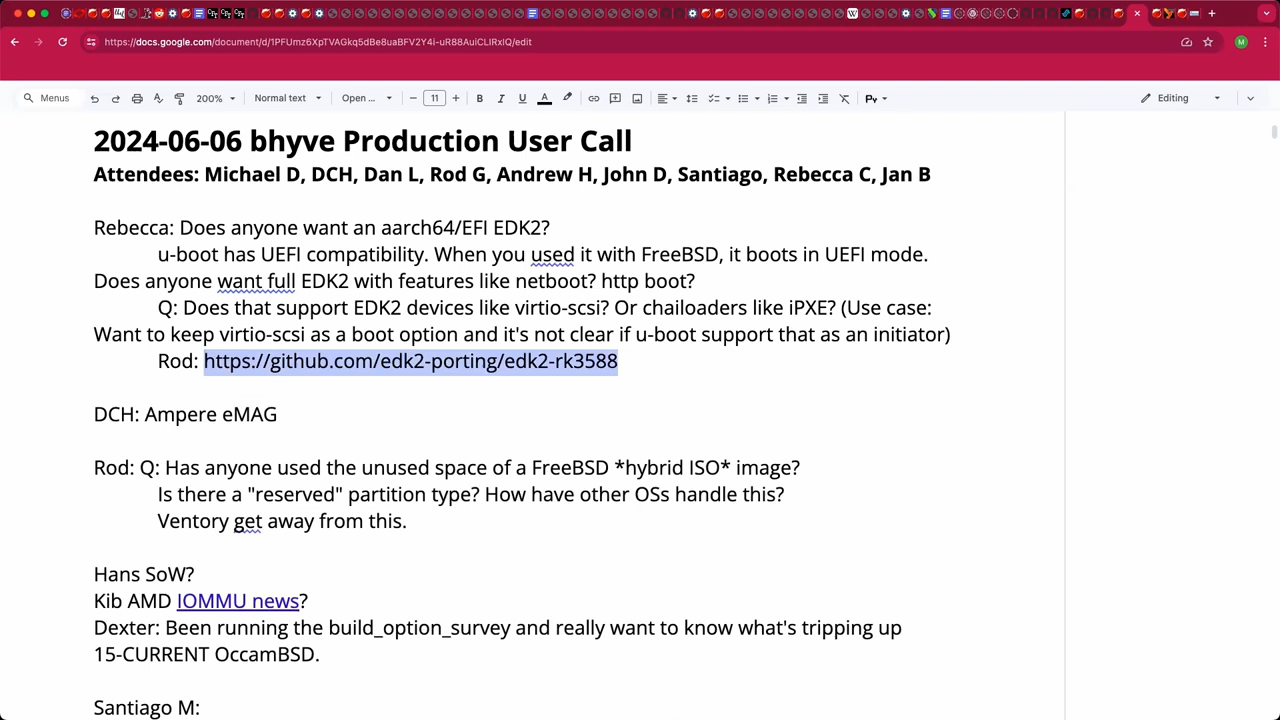 https://docs.google.com/document/d/1PFUmz6XpTVAGkq5dBe8uaBFV2Y4i-uR88AuiCLIRxIQ/edit
M
Menus
200%
Normal text
Open ...
11
Editing
2024-06-06 bhyve Production User Call
Attendees: Michael D, DCH, Dan L, Rod G, Andrew H, John D, Santiago, Rebecca C, Jan B
Rebecca: Does anyone want an aarch64/EFI EDK2?
u-boot has UEFI compatibility. When you used it with FreeBSD, it boots in UEFI mode.
Does anyone want full EDK2 with features like netboot? http boot?
Q: Does that support EDK2 devices like virtio-scsi? Or chailoaders like iPXE? (Use case:
Want to keep virtio-scsi as a boot option and it's not clear if u-boot support that as an initiator)
Rod: https://github.com/edk2-porting/edk2-rk3588
DCH: Ampere eMAG
Rod: Q: Has anyone used the unused space of a FreeBSD *hybrid ISO* image?
Is there a "reserved" partition type? How have other OSs handle this?
Ventory get away from this.
Hans SoW?
Kib AMD IOMMU news?
Dexter: Been running the build_option_survey and really want to know what's tripping up
15-CURRENT OccamBSD.
Santiago M: